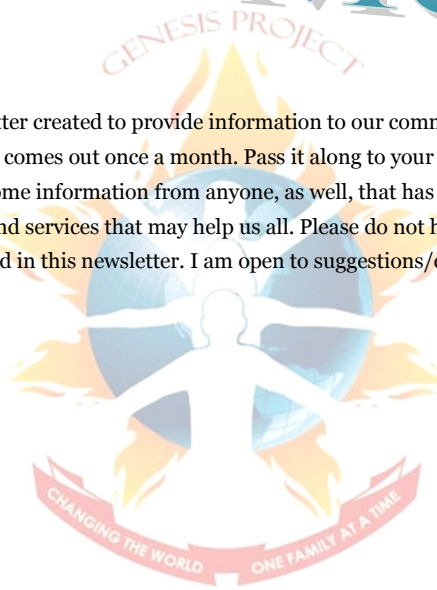 GENESIS PROJECT
tter created to provide information to our comm
comes out once a month. Pass it along to your
ome information from anyone, as well, that has
nd services that may help us all. Please do not h
d in this newsletter. I am open to suggestions/c
CHANGING THE WORLD ONE FAMILY AT A TIME